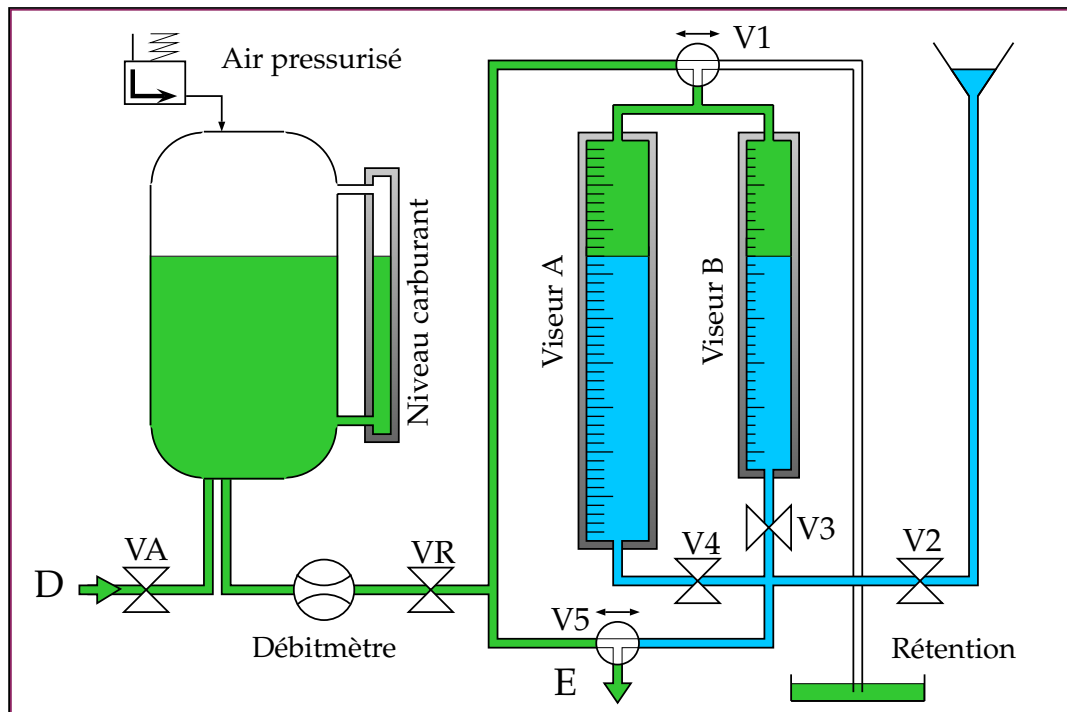 Air pressurisé
V1
Niveau carburant
Viseur A
Viseur B
V3
VA
VR
V4
V2
D
V5
Débitmètre
E
Rétention